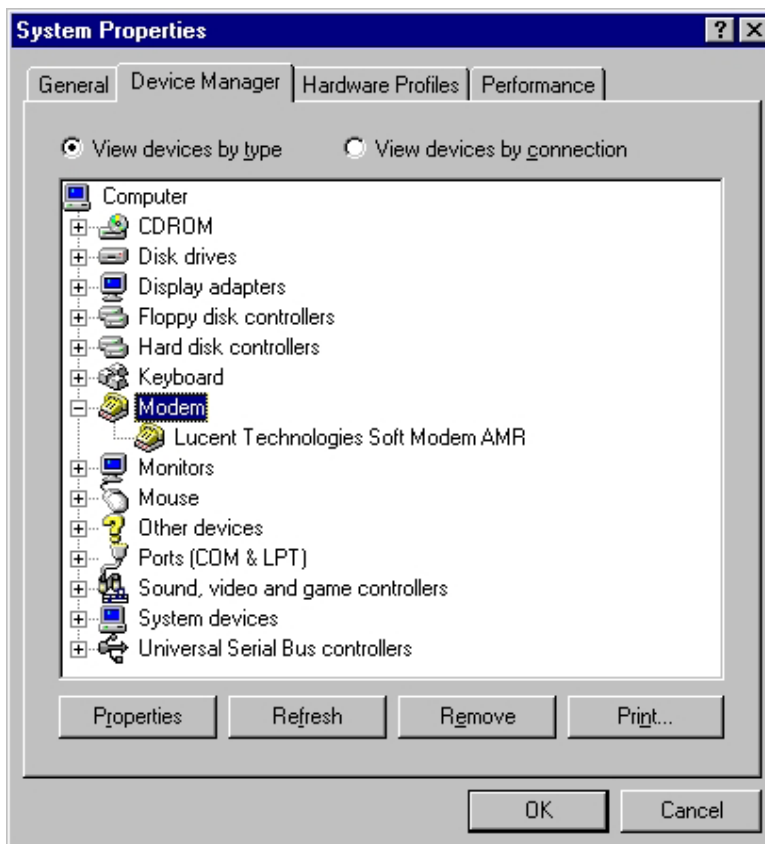 System Properties
General Device Manager Hardware Profiles Performance
View devices by type View devices by connection
Computer
CDROM
Disk drives
Display adapters
Floppy disk controllers
Hard disk controllers
Keyboard
Modem
Lucent Technologies Soft Modem AMR
Monitors
Mouse
Other devices
Ports (COM & LPT)
Sound, video and game controllers
System devices
Universal Serial Bus controllers
Properties Refresh Remove Print...
OK Cancel